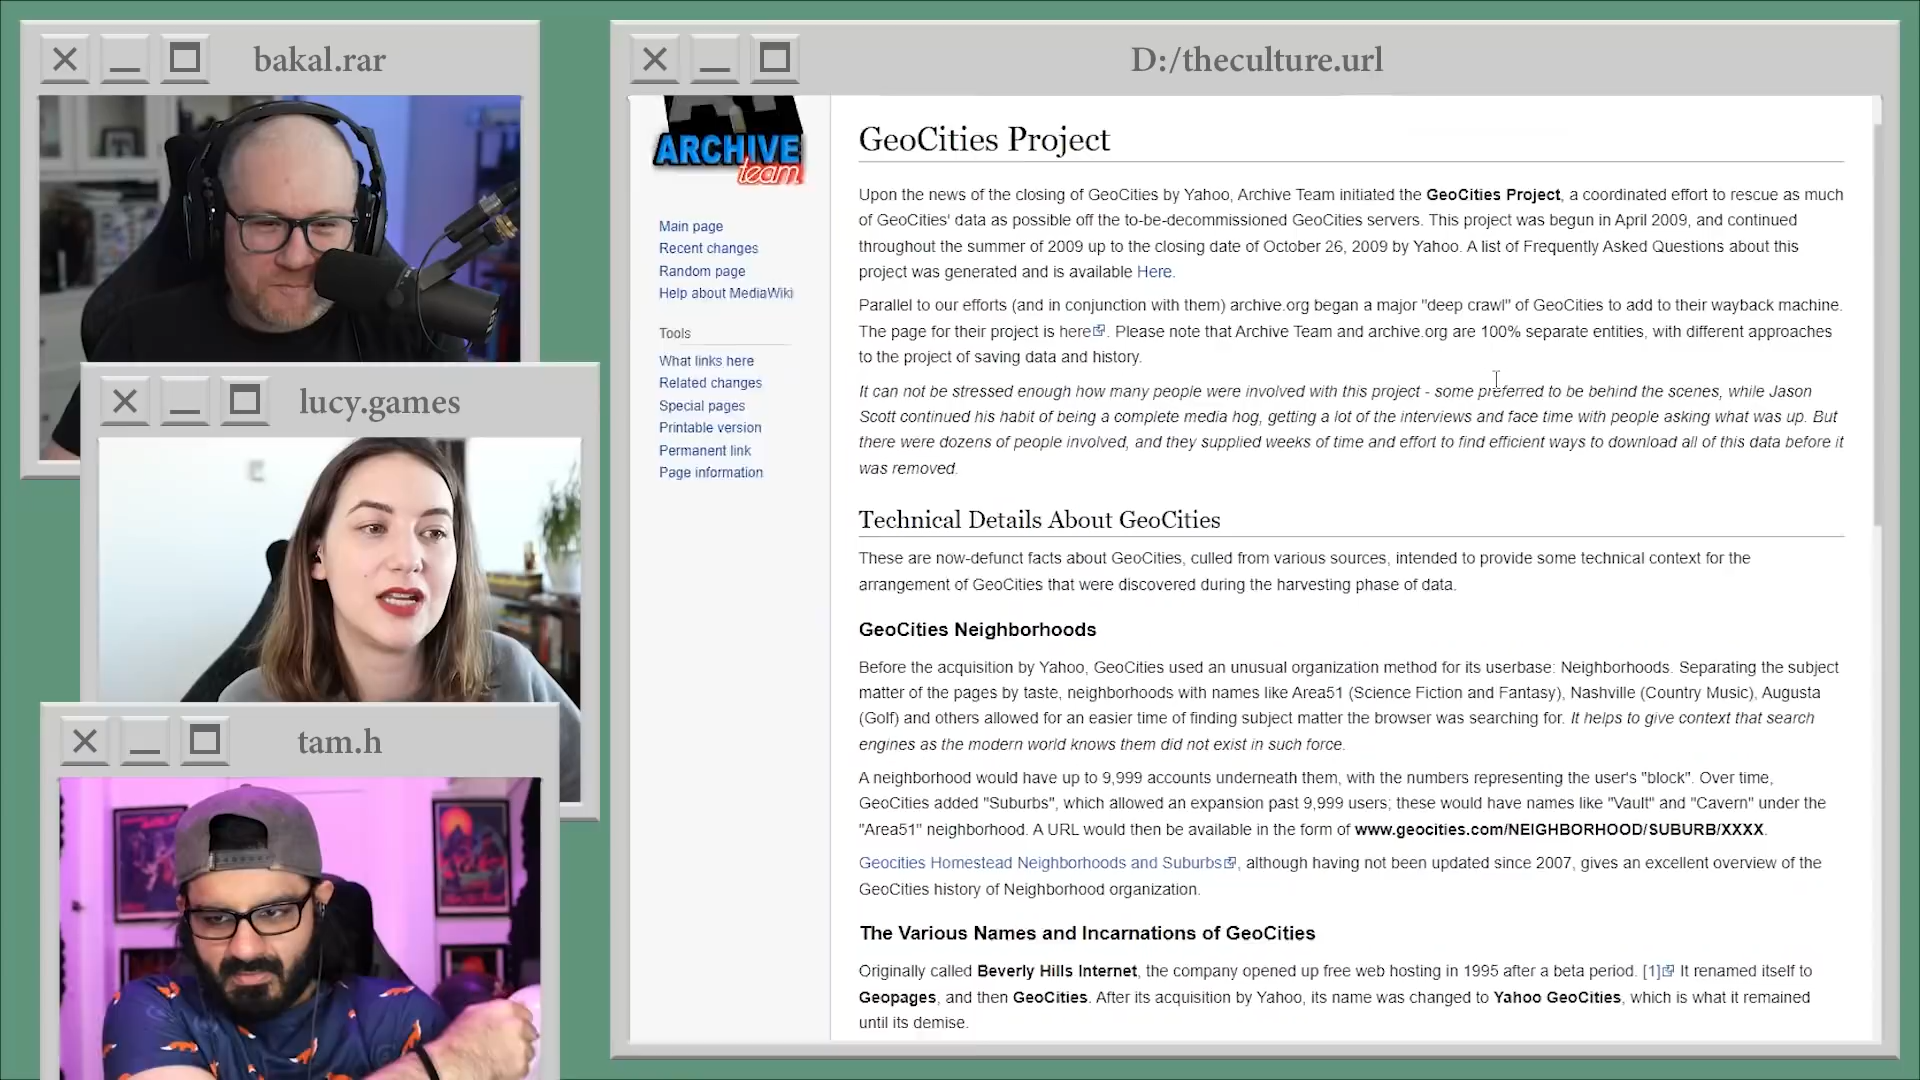 bakal.rar
lucy.games
tam.h
D:/theculture.url
ARCHIVE
team
Main page
Recent changes
Random page
Help about MediaWiki
Tools
What links here
Related changes
Special pages
Printable version
Permanent link
Page information
GeoCities Project
Upon the news of the closing of GeoCities by Yahoo, Archive Team initiated the GeoCities Project, a coordinated effort to rescue as much
of GeoCities' data as possible off the to-be-decommissioned GeoCities servers. This project was begun in April 2009, and continued
throughout the summer of 2009 up to the closing date of October 26, 2009 by Yahoo. A list of Frequently Asked Questions about this
project was generated and is available Here.
Parallel to our efforts (and in conjunction with them) archive.org began a major "deep crawl" of GeoCities to add to their wayback machine.
The page for their project is here. Please note that Archive Team and archive.org are 100% separate entities, with different approaches
to the project of saving data and history.
It can not be stressed enough how many people were involved with this project - some preferred to be behind the scenes, while Jason
Scott continued his habit of being a complete media hog, getting a lot of the interviews and face time with people asking what was up. But
there were dozens of people involved, and they supplied weeks of time and effort to find efficient ways to download all of this data before it
was removed.
Technical Details About GeoCities
These are now-defunct facts about GeoCities, culled from various sources, intended to provide some technical context for the
arrangement of GeoCities that were discovered during the harvesting phase of data.
GeoCities Neighborhoods
Before the acquisition by Yahoo, GeoCities used an unusual organization method for its userbase: Neighborhoods. Separating the subject
matter of the pages by taste, neighborhoods with names like Area51 (Science Fiction and Fantasy), Nashville (Country Music), Augusta
(Golf) and others allowed for an easier time of finding subject matter the browser was searching for. It helps to give context that search
engines as the modern world knows them did not exist in such force.
A neighborhood would have up to 9,999 accounts underneath them, with the numbers representing the user's "block". Over time,
GeoCities added "Suburbs", which allowed an expansion past 9,999 users; these would have names like "Vault" and "Cavern" under the
"Area51" neighborhood. A URL would then be available in the form of www.geocities.com/NEIGHBORHOOD/SUBURB/XXXX.
Geocities Homestead Neighborhoods and Suburbs, although having not been updated since 2007, gives an excellent overview of the
GeoCities history of Neighborhood organization.
The Various Names and Incarnations of GeoCities
Originally called Beverly Hills Internet, the company opened up free web hosting in 1995 after a beta period. [1] It renamed itself to
Geopages, and then GeoCities. After its acquisition by Yahoo, its name was changed to Yahoo GeoCities, which is what it remained
until its demise.